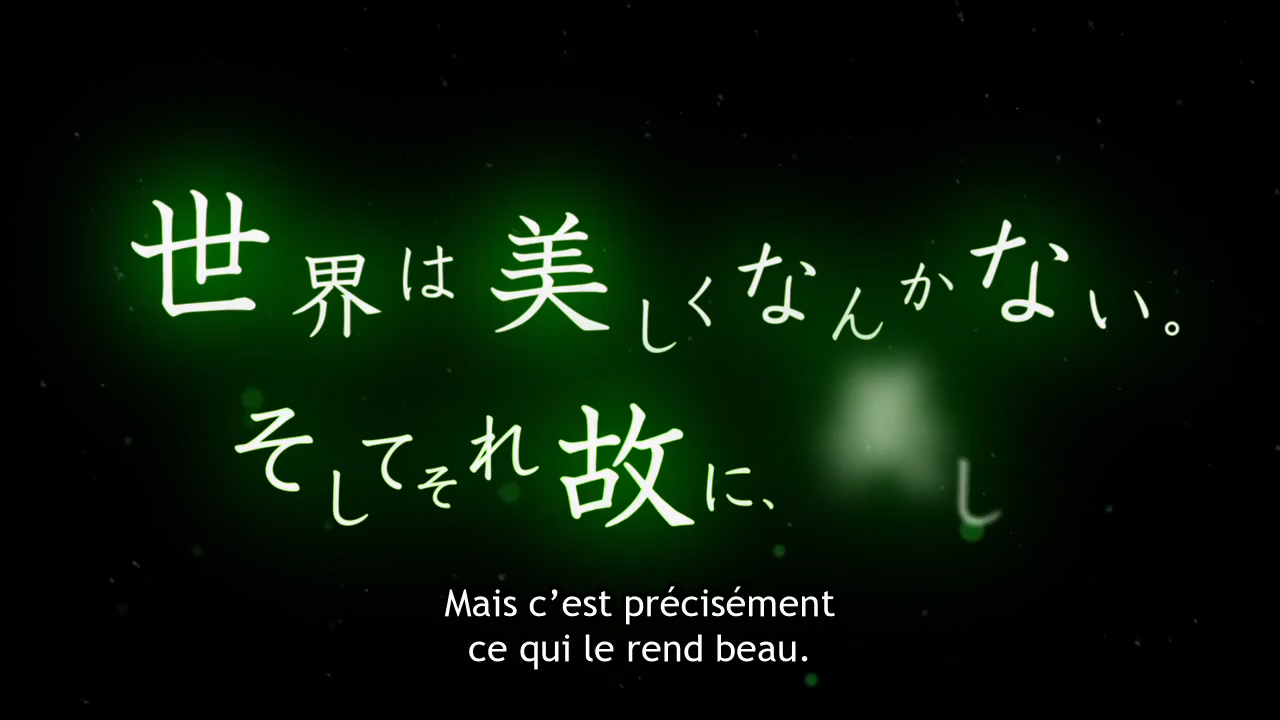 世界は美しくなんかない。
そしてそれ故に、 し
Mais c’est précisément
ce qui le rend beau.